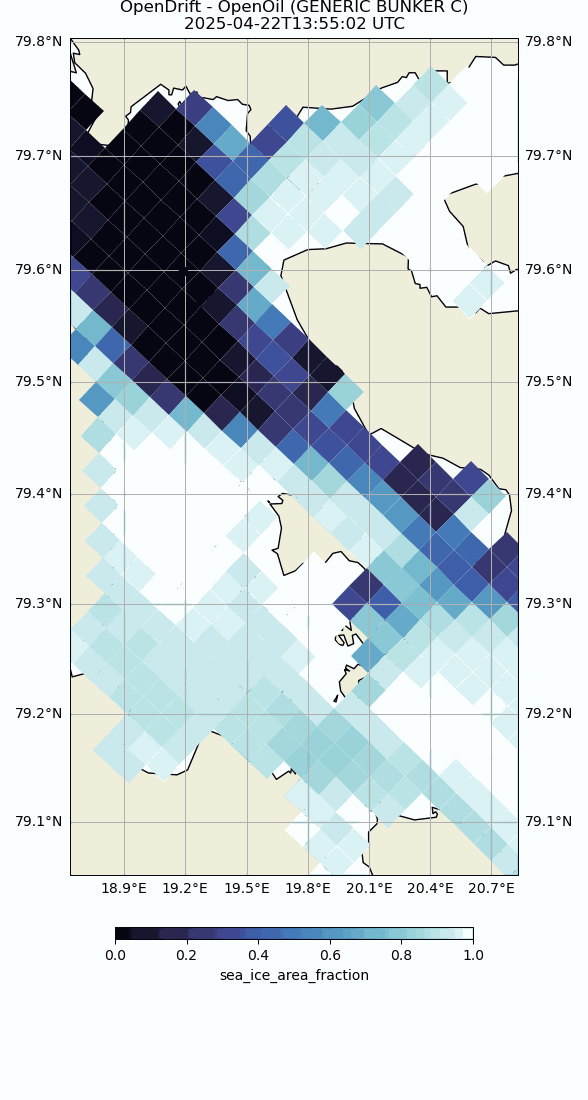 OpenDrift - OpenOil (GENERIC BUNKER C)
2025-04-22T13:55:02 UTC
79.8°N 79.8°N
79.7°N 79.7°N
79.6°N 79.6°N
79.5°N 79.5°N
79.4°N 79.4°N
79.3°N 79.3°N
79.2°N 79.2°N
79.1°N 79.1°N
18.9°E 19.2°E 19.5°E 19.8°E 20.1°E 20.4°E 20.7°E
0.0 0.2 0.4 0.6 0.8 1.0
sea_ice_area_fraction